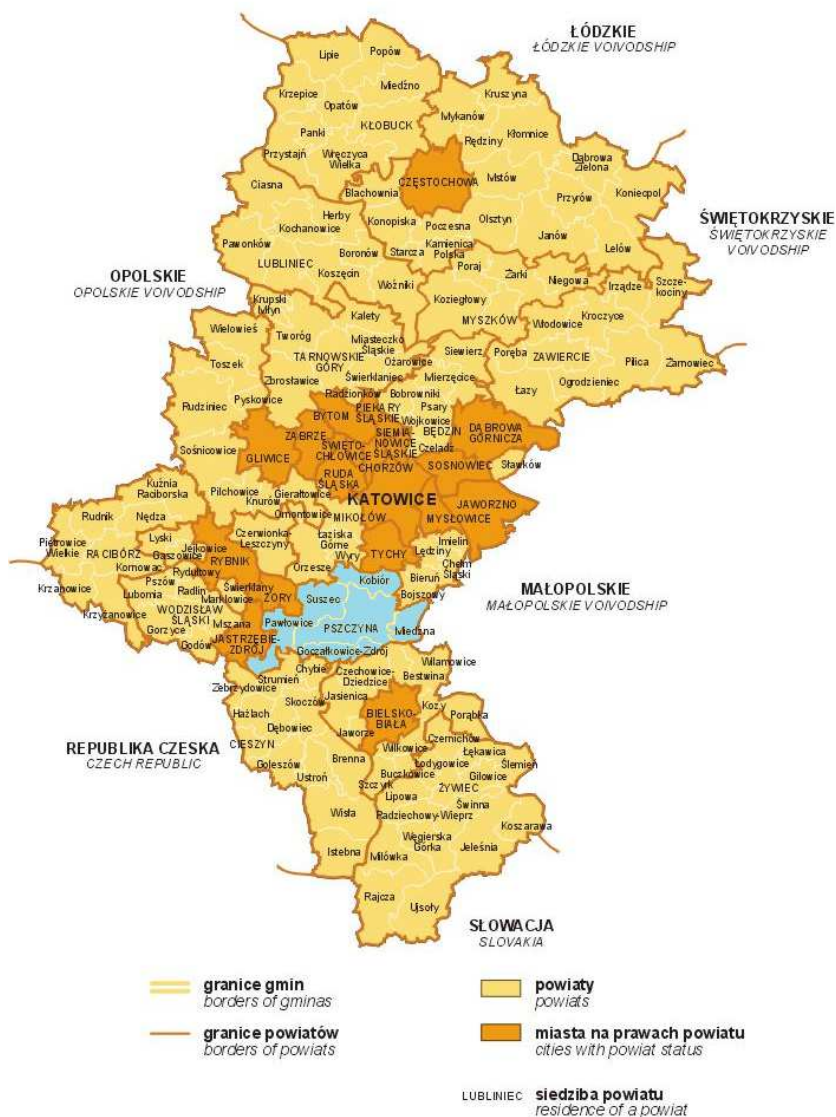 ŁÓDZKIE
ŁÓDZKIE VOIVODSHIP
Lipie
Popów
Krzepice
Miedźno
Opatów
Kruszyna
Mykanów
Panki
KŁOBUCK
Kłomnice
Rędziny
Przystajń
Wręczyca
Wielka
Dąbrowa
Zielona
Ciasna
CZĘSTOCHOWA
Mstów
Koniecpol
Blachownia
Przyrów
Herby
Konopiska
Olsztyn
Kochanowice
Poczesna
Janów
ŚWIĘTOKRZYSKIE
ŚWIĘTOKRZYSKIE
VOIVODSHIP
Pawonków
Boronów
Starcza
Kamienica
Polska
Lelów
LUBLINIEC
Koszęcin
Poraj
Żarki
OPOLSKIE
OPOLSKIE VOIVODSHIP
Woźniki
Niegowa
Irządze
Szcze-
kociny
Krupski
Młyn
Koziegłowy
Kalety
MYSZKÓW
Kroczyce
Wielowieś
Włodowice
Tworóg
Miasteczko
Śląskie
Siewierz
Poręba
ZAWIERCIE
Toszek
TARNOWSKIE
GÓRY
Ożarowice
Pilica
Żarnowiec
Zbrosławice
Świerklaniec
Mierzęcice
Łazy
Ogrodzieniec
Rudziniec
Pyskowice
Radzionków
Bobrowniki
BYTOM
PIEKARY
ŚLĄSKIE
Psary
Wojkowice
DĄBROWA
GÓRNICZA
ZABRZE
SIEMIA-
NOWICE
ŚLĄSKIE
BĘDZIN
Sośnicowice
GLIWICE
ŚWIĘTO-
CHŁOWICE
Czeladź
CHORZÓW
SOSNOWIEC
Sławków
Kuźnia
Raciborska
Pilchowice
Gierałtowice
RUDA
ŚLĄSKA
Knurów
KATOWICE
JAWORZNO
Rudnik
Nędza
Ornontowice
MIKOŁÓW
MYSŁOWICE
Pietrowice
Wielkie
RACIBÓRZ
Lyski
Jejkowice
Czerwionka-
Leszczyny
Łaziska
Górne
Imielin
Gaszowice
RYBNIK
Wyry
TYCHY
Lędziny
Chełm
Śląski
Kornowac
Rydułtowy
Orzesze
MAŁOPOLSKIE
MAŁOPOLSKIE VOIVODSHIP
Krzanowice
Pszów
Świerklany
Kobiór
Bieruń
Lubomia
Radlin
ŻORY
Suszec
Bojszowy
Krzyżanowice
Marklowice
WODZISŁAW
ŚLĄSKI
Mszana
Pawłowice
PSZCZYNA
Miedźna
Gorzyce
Godów
JASTRZĘBIE-
ZDRÓJ
Goczałkowice-Zdrój
Chybie
Czechowice-
Dziedzice
Wilamowice
Zebrzydowice
Strumień
Bestwina
Skoczów
Jasienica
Hażlach
BIELSKO-
BIAŁA
Kozy
Porąbka
REPUBLIKA CZESKA
CZECH REPUBLIC
Dębowiec
Jaworze
Czernichów
CIESZYN
Wilkowice
Łękawica
Goleszów
Brenna
Łodygowice
Ślemień
Ustroń
Buczkowice
Gilowice
Szczyrk
ŻYWIEC
Lipowa
Świnna
Wisła
Radziechowy-Wieprz
Koszarawa
Węgierska
Górka
Jeleśnia
Istebna
Milówka
Rajcza
Ujsoły
SŁOWACJA
SLOVAKIA
granice gmin
borders of gminas
powiaty
powiats
granice powiatów
borders of powiats
miasta na prawach powiatu
cities with powiat status
LUBLINIEC
siedziba powiatu
residence of a powiat